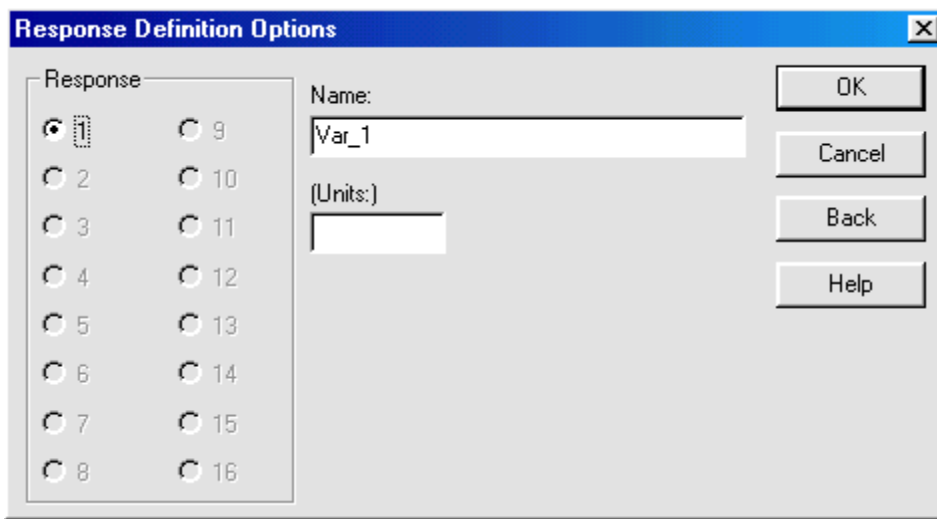 Response Definition Options
Response
1
9
2
10
3
11
4
12
5
13
6
14
7
15
8
16
Name:
Var_1
(Units:)
OK
Cancel
Back
Help